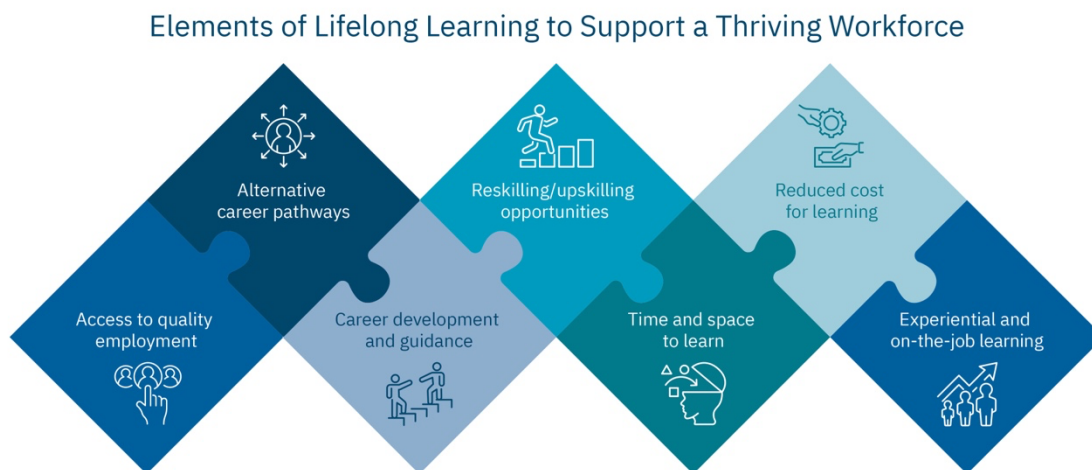 Elements of Lifelong Learning to Support a Thriving Workforce
Alternative
career pathways
Reskilling/upskilling
opportunities
Reduced cost
for learning
Access to quality
employment
Career development
and guidance
Time and space
to learn
Experiential and
on-the-job learning